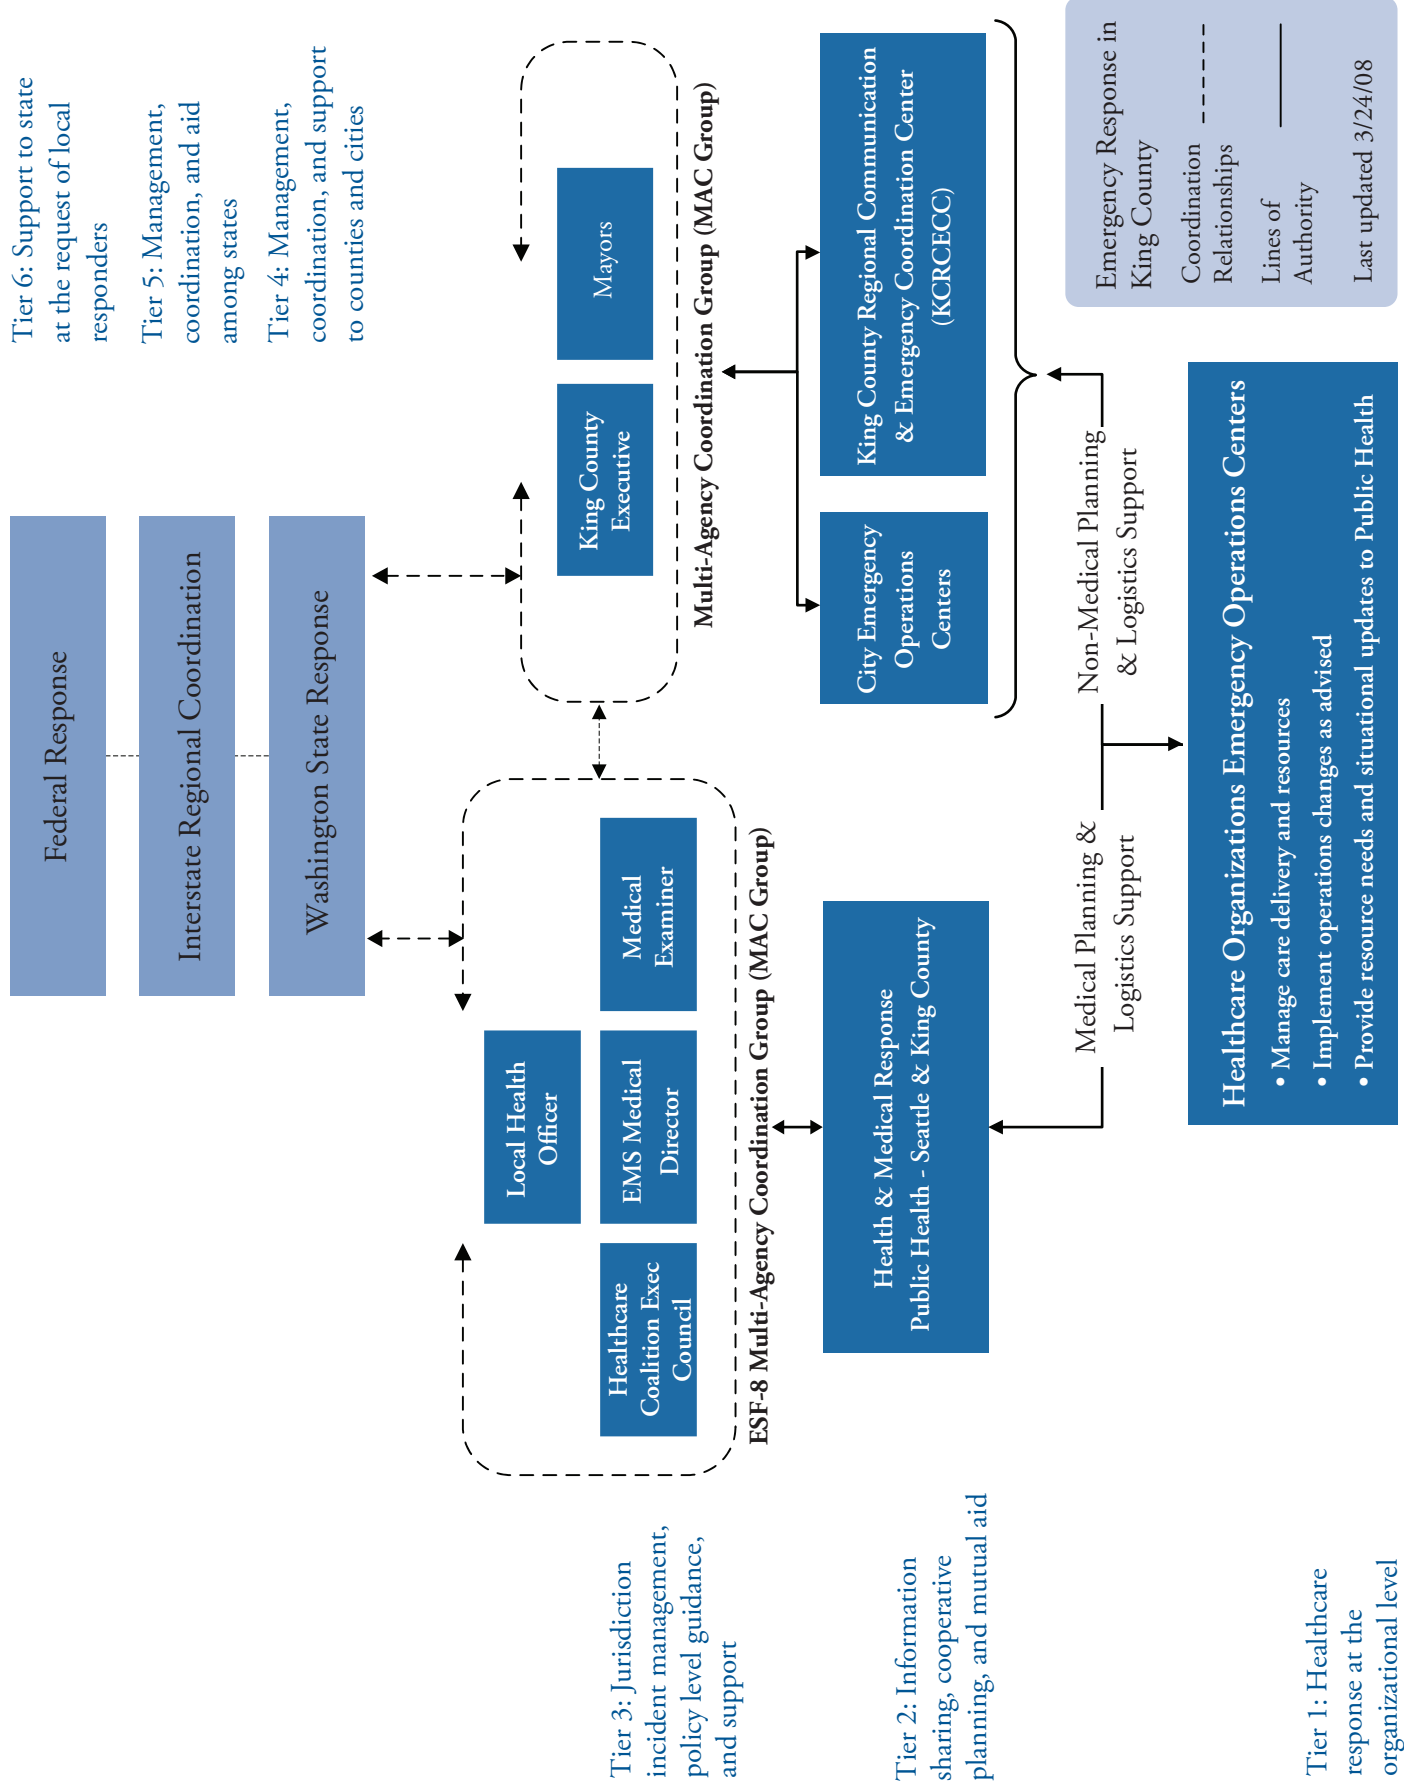 Federal Response
Interstate Regional Coordination
Washington State Response
Tier 6: Support to state
at the request of local
responders
Tier 5: Management,
coordination, and aid
among states
Tier 4: Management,
coordination, and support
to counties and cities
Tier 3: Jurisdiction
incident management,
policy level guidance,
and support
Local Health
Officer
Healthcare
Coalition Exec
Council
EMS Medical
Director
Medical
Examiner
ESF-8 Multi-Agency Coordination Group (MAC Group)
King County
Executive
Mayors
Multi-Agency Coordination Group (MAC Group)
Tier 2: Information
sharing, cooperative
planning, and mutual aid
Health & Medical Response
Public Health - Seattle & King County
City Emergency
Operations
Centers
King County Regional Communication
& Emergency Coordination Center
(KCRCECC)
Medical Planning &
Logistics Support
Non-Medical Planning
& Logistics Support
Tier 1: Healthcare
response at the
organizational level
Healthcare Organizations Emergency Operations Centers
• Manage care delivery and resources
• Implement operations changes as advised
• Provide resource needs and situational updates to Public Health
Emergency Response in
King County
Coordination
Relationships
Lines of
Authority
Last updated 3/24/08